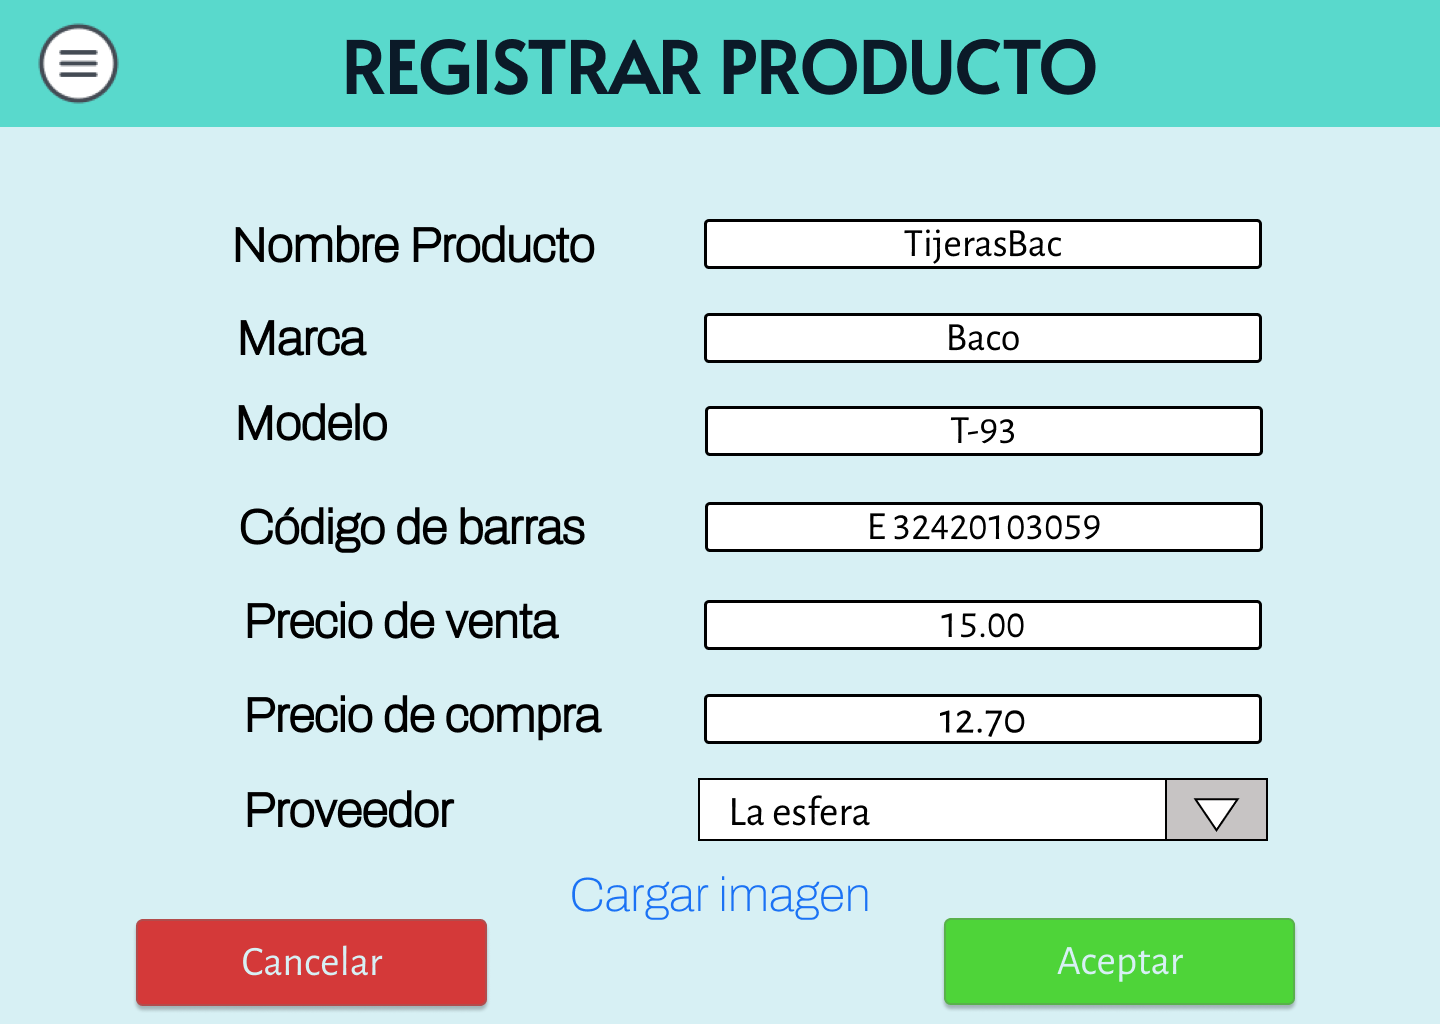 REGISTRAR PRODUCTO
Nombre Producto TijerasBac
Marca Baco
Modelo T-93
Código de barras E 32420103059
Precio de venta 15.00
Precio de compra 12.70
Proveedor La esfera
Cargar imagen
Cancelar Aceptar